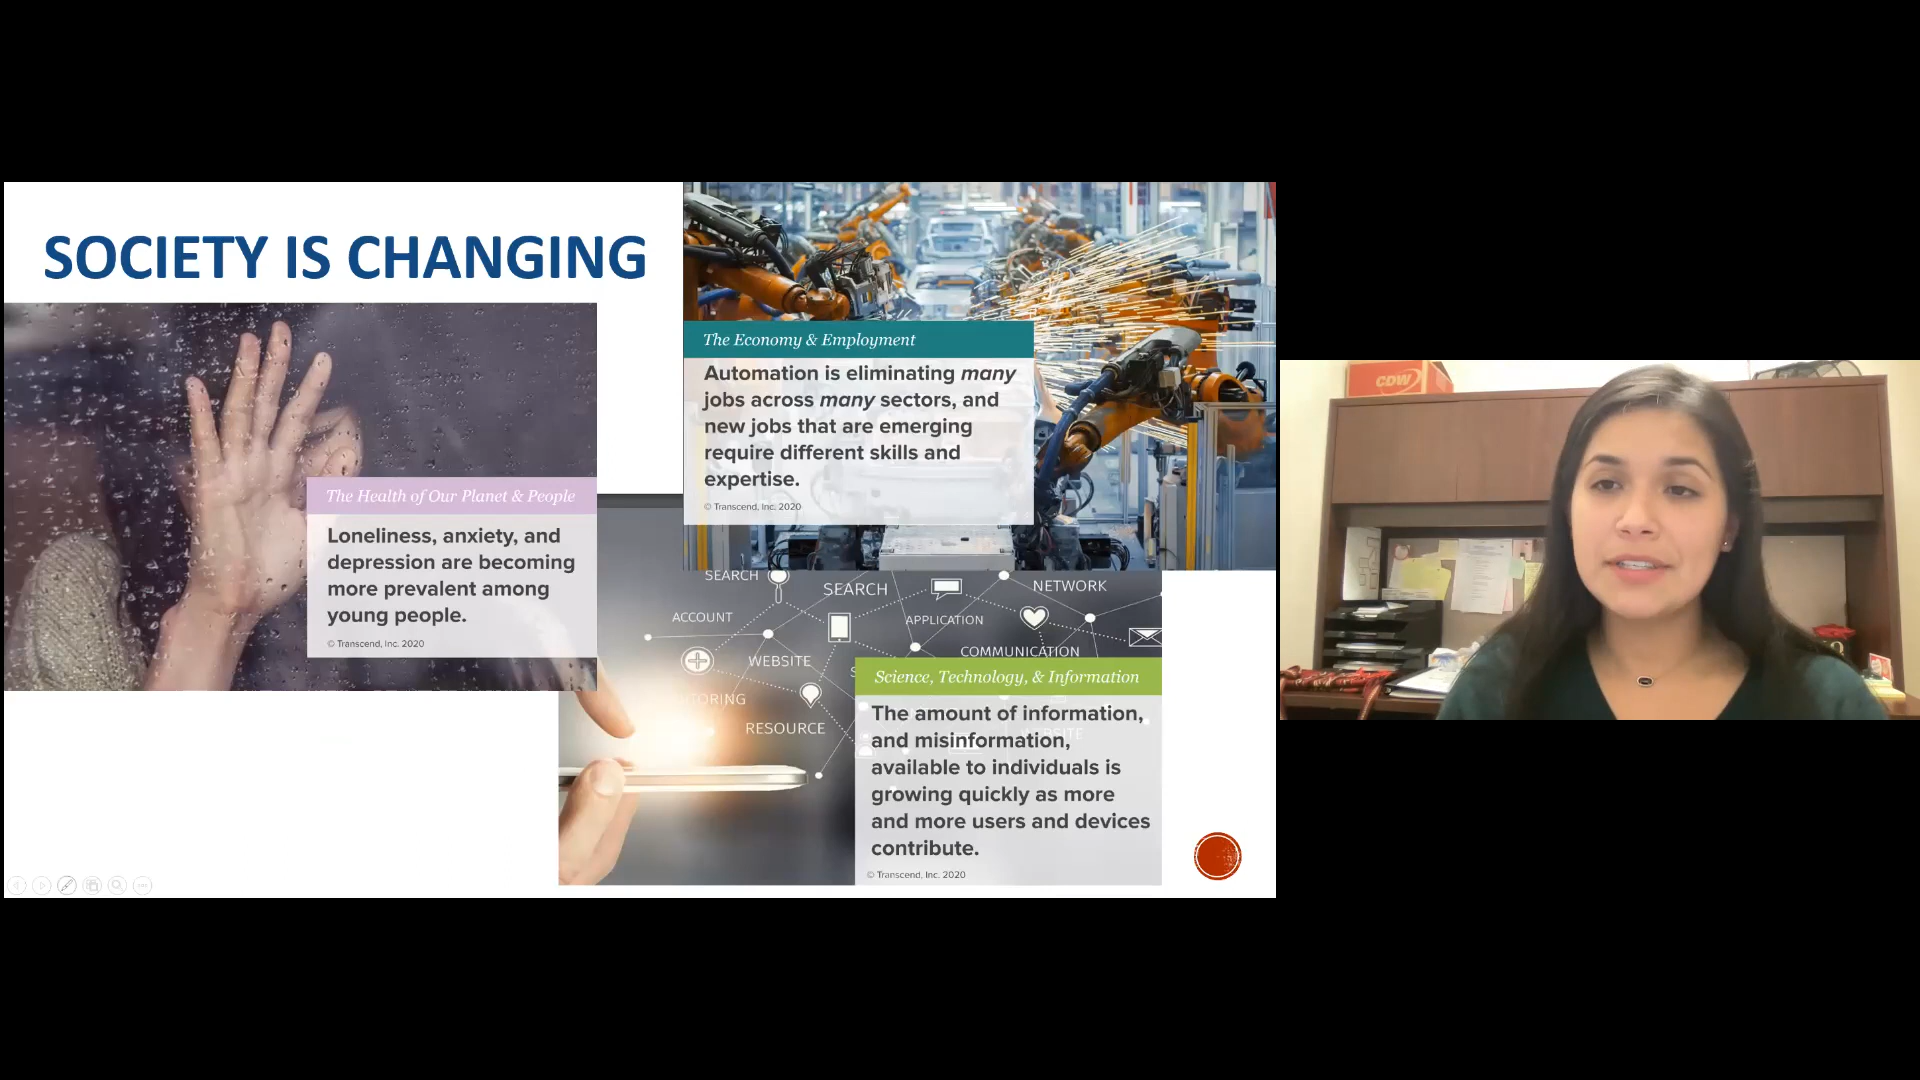 SOCIETY IS CHANGING
The Economy & Employment
Automation is eliminating many
jobs across many sectors, and
new jobs that are emerging
require different skills and
expertise.
© Transcend, Inc. 2020
The Health of Our Planet & People
Loneliness, anxiety, and
depression are becoming
more prevalent among
young people.
© Transcend, Inc. 2020
SEARCH
SEARCH
NETWORK
ACCOUNT
APPLICATION
COMMUNICATION
WEBSITE
RESOURCE
Science, Technology, & Information
The amount of information,
and misinformation,
available to individuals is
growing quickly as more
and more users and devices
contribute.
© Transcend, Inc. 2020
CDW